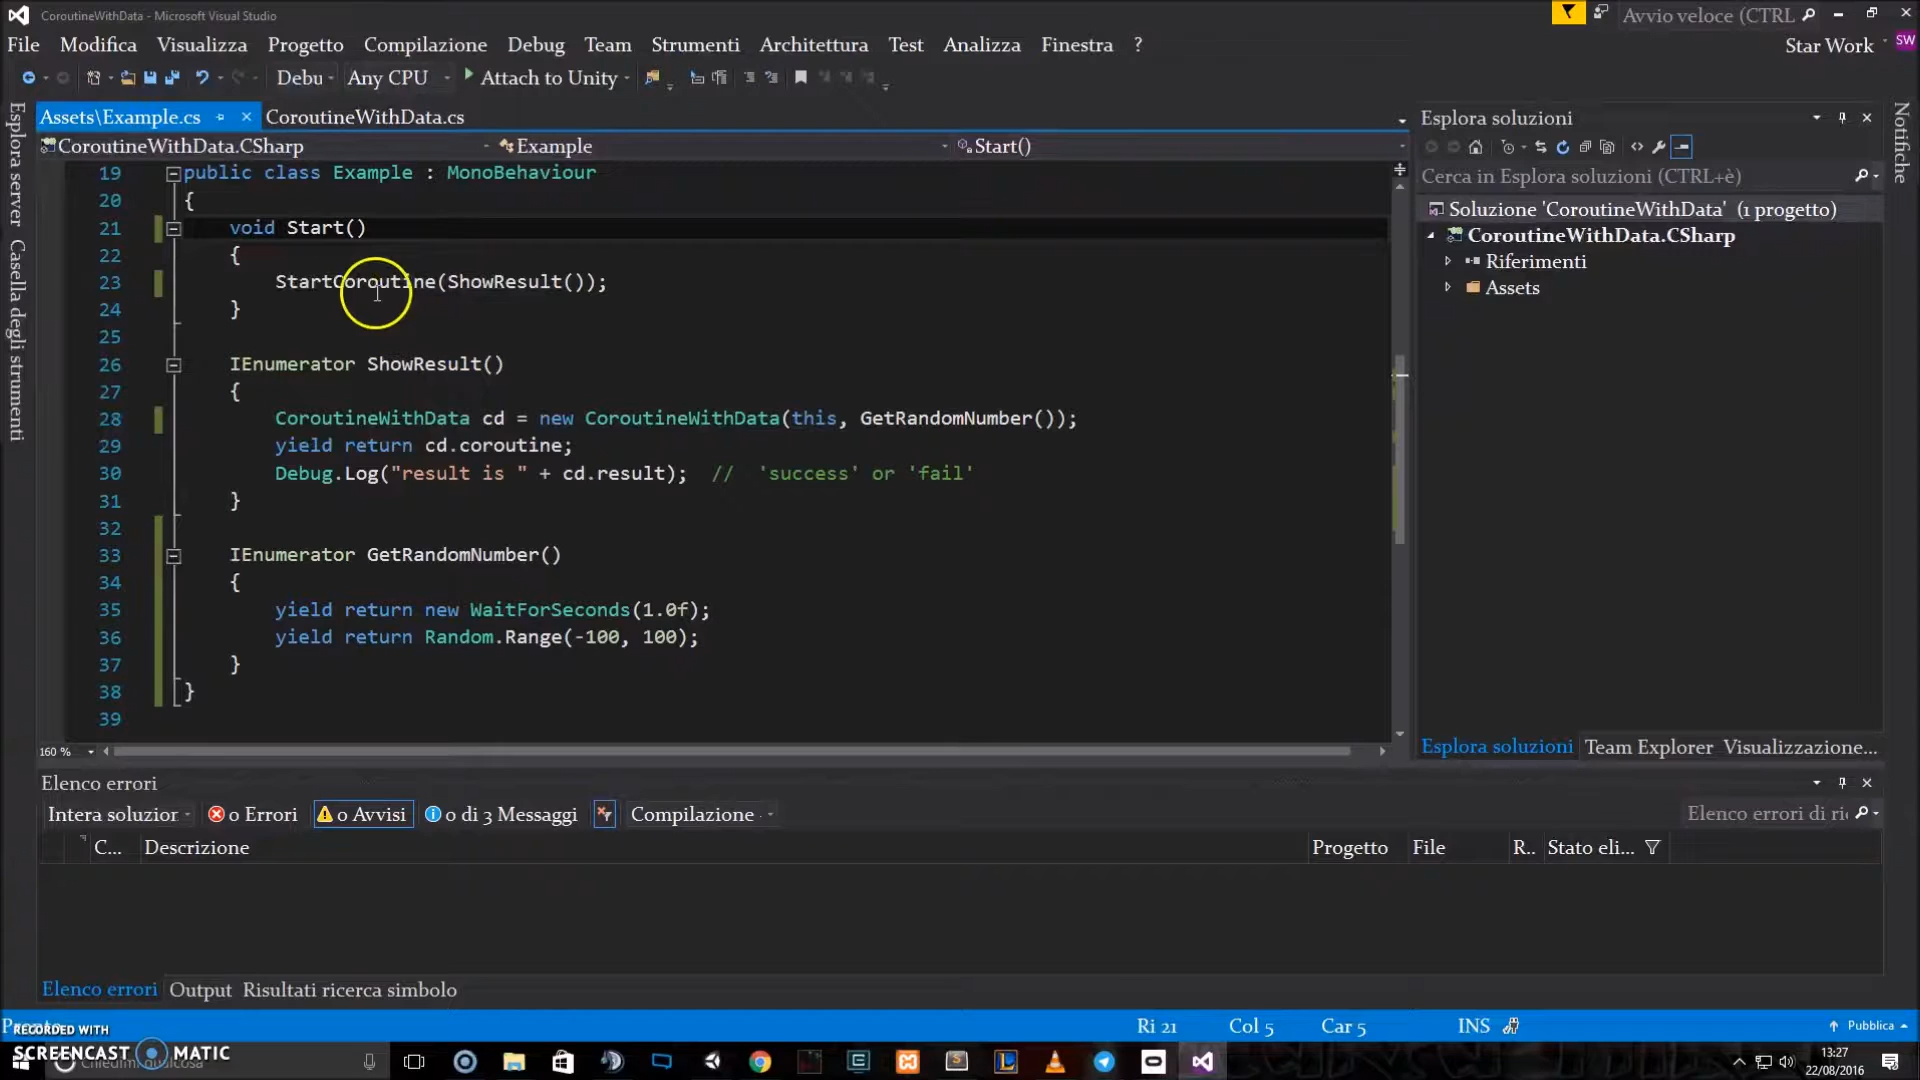 CoroutineWithData - Microsoft Visual Studio
Avvio veloce (CTRL
File Modifica Visualizza Progetto Compilazione Debug Team Strumenti Architettura Test Analizza Finestra ?
Star Work SW
Debu Any CPU Attach to Unity
Assets\Example.cs CoroutineWithData.cs
CoroutineWithData.CSharp Example Start()
19 public class Example : MonoBehaviour
20 {
21 void Start()
22 {
23 StartCoroutine(ShowResult());
24 }
25
26 IEnumerator ShowResult()
27 {
28 CoroutineWithData cd = new CoroutineWithData(this, GetRandomNumber());
29 yield return cd.coroutine;
30 Debug.Log("result is " + cd.result); // 'success' or 'fail'
31 }
32
33 IEnumerator GetRandomNumber()
34 {
35 yield return new WaitForSeconds(1.0f);
36 yield return Random.Range(-100, 100);
37 }
38 }
39
160 %
Esplora server
Casella degli strumenti
Esplora soluzioni
Cerca in Esplora soluzioni (CTRL+è)
Soluzione 'CoroutineWithData' (1 progetto)
CoroutineWithData.CSharp
Riferimenti
Assets
Esplora soluzioni Team Explorer Visualizzazione...
Notifiche
Elenco errori
Intera soluzior 0 Errori 0 Avvisi 0 di 3 Messaggi Compilazione Elenco errori di ri
C... Descrizione Progetto File R.. Stato eli...
Elenco errori Output Risultati ricerca simbolo
Ri 21 Col 5 Car 5 INS Pubblica
RECORDED WITH
SCREENCAST MATIC
13:27
22/08/2016